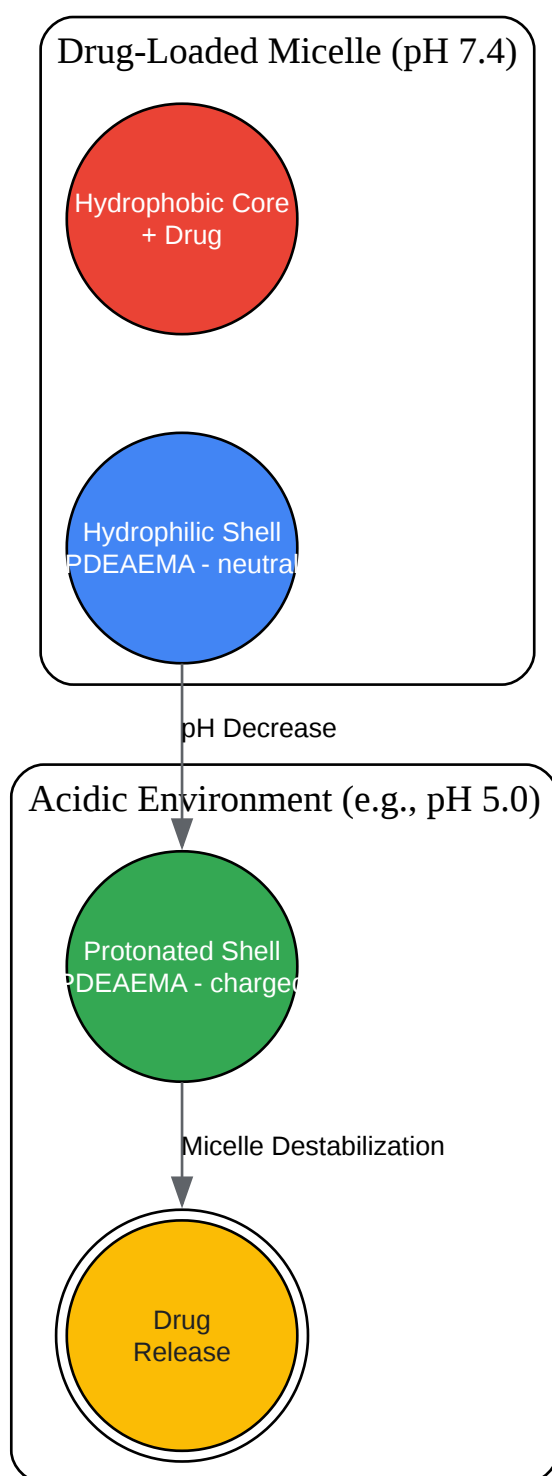 Drug-Loaded Micelle (pH 7.4)
Hydrophobic Core
+ Drug
Hydrophilic Shell
PDEAEMA - neutral
pH Decrease
Acidic Environment (e.g., pH 5.0)
Protonated Shell
PDEAEMA - charged
Micelle Destabilization
Drug
Release